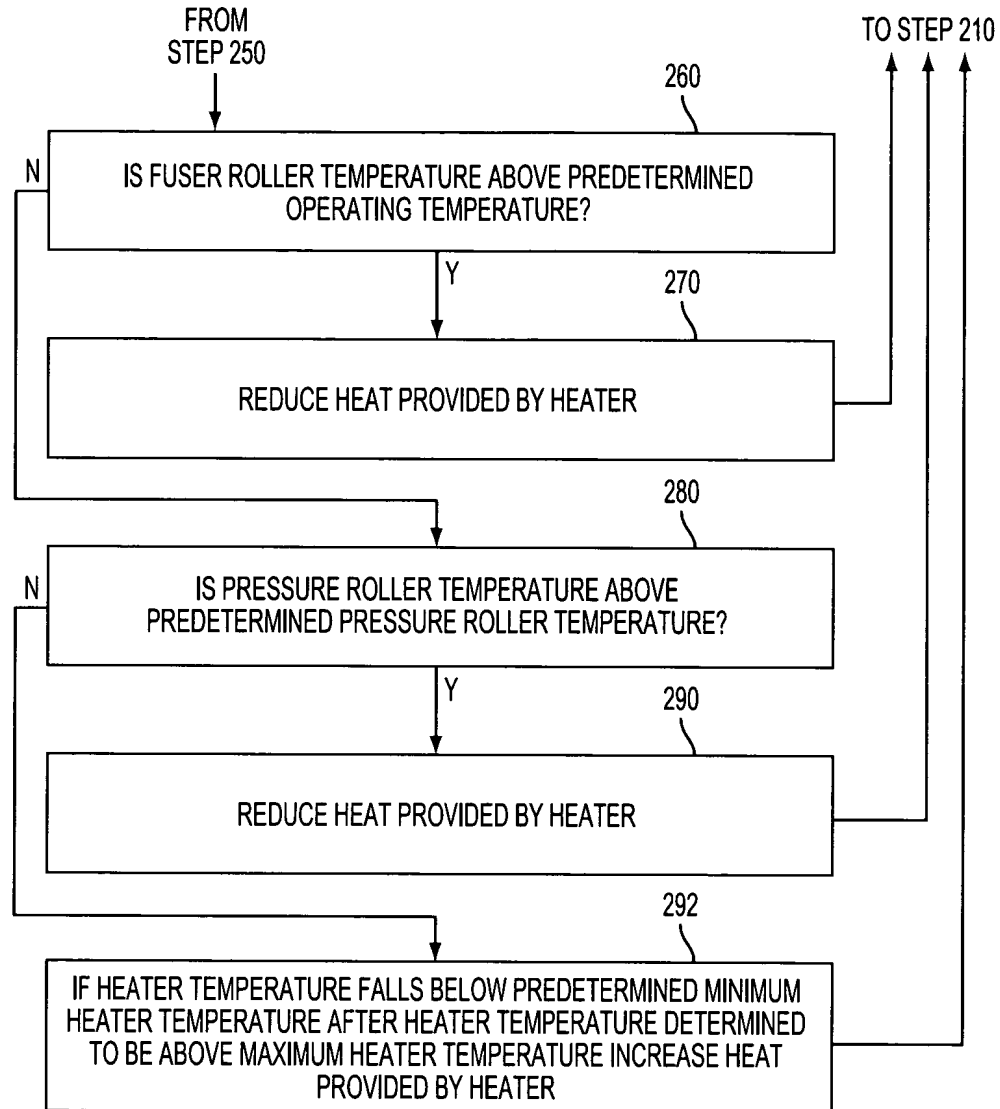 FROM
STEP 250
TO STEP 210
260
N
IS FUSER ROLLER TEMPERATURE ABOVE PREDETERMINED
OPERATING TEMPERATURE?
Y
270
REDUCE HEAT PROVIDED BY HEATER
280
N
IS PRESSURE ROLLER TEMPERATURE ABOVE
PREDETERMINED PRESSURE ROLLER TEMPERATURE?
Y
290
REDUCE HEAT PROVIDED BY HEATER
292
IF HEATER TEMPERATURE FALLS BELOW PREDETERMINED MINIMUM
HEATER TEMPERATURE AFTER HEATER TEMPERATURE DETERMINED
TO BE ABOVE MAXIMUM HEATER TEMPERATURE INCREASE HEAT
PROVIDED BY HEATER